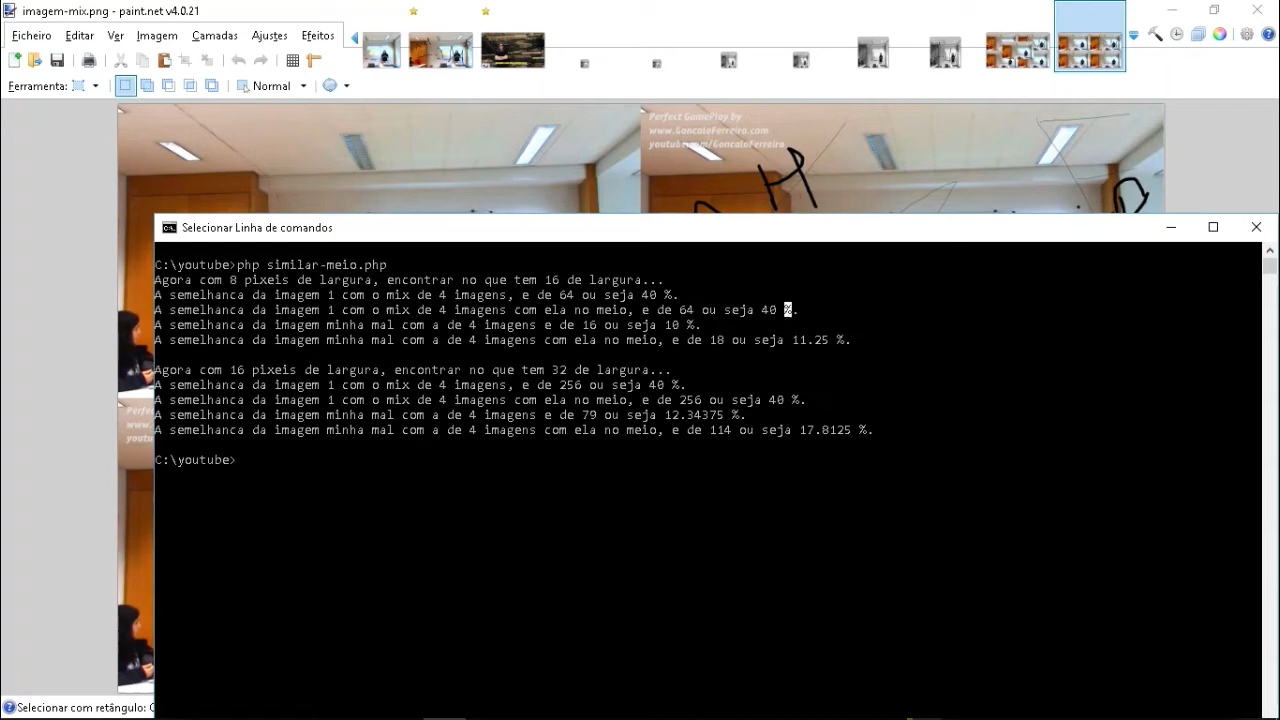 imagem-mix.png - paint.net v4.0.21
Ficheiro Editar Ver Imagem Camadas Ajustes Efeitos
Ferramenta: Normal
Perfect GamePlay by
www.GoncaloFerreira.com
youtube.com/GoncaloFerreira
H
Selecionar Linha de comandos
C:\youtube>php similar-meio.php
Agora com 8 pixeis de largura, encontrar no que tem 16 de largura...
A semelhanca da imagem 1 com o mix de 4 imagens, e de 64 ou seja 40 %.
A semelhanca da imagem 1 com o mix de 4 imagens com ela no meio, e de 64 ou seja 40 %.
A semelhanca da imagem minha mal com a de 4 imagens e de 16 ou seja 10 %.
A semelhanca da imagem minha mal com a de 4 imagens com ela no meio, e de 18 ou seja 11.25 %.
Agora com 16 pixeis de largura, encontrar no que tem 32 de largura...
A semelhanca da imagem 1 com o mix de 4 imagens, e de 256 ou seja 40 %.
A semelhanca da imagem 1 com o mix de 4 imagens com ela no meio, e de 256 ou seja 40 %.
A semelhanca da imagem minha mal com a de 4 imagens e de 79 ou seja 12.34375 %.
A semelhanca da imagem minha mal com a de 4 imagens com ela no meio, e de 114 ou seja 17.8125 %.
C:\youtube>
Selecionar com retângulo: